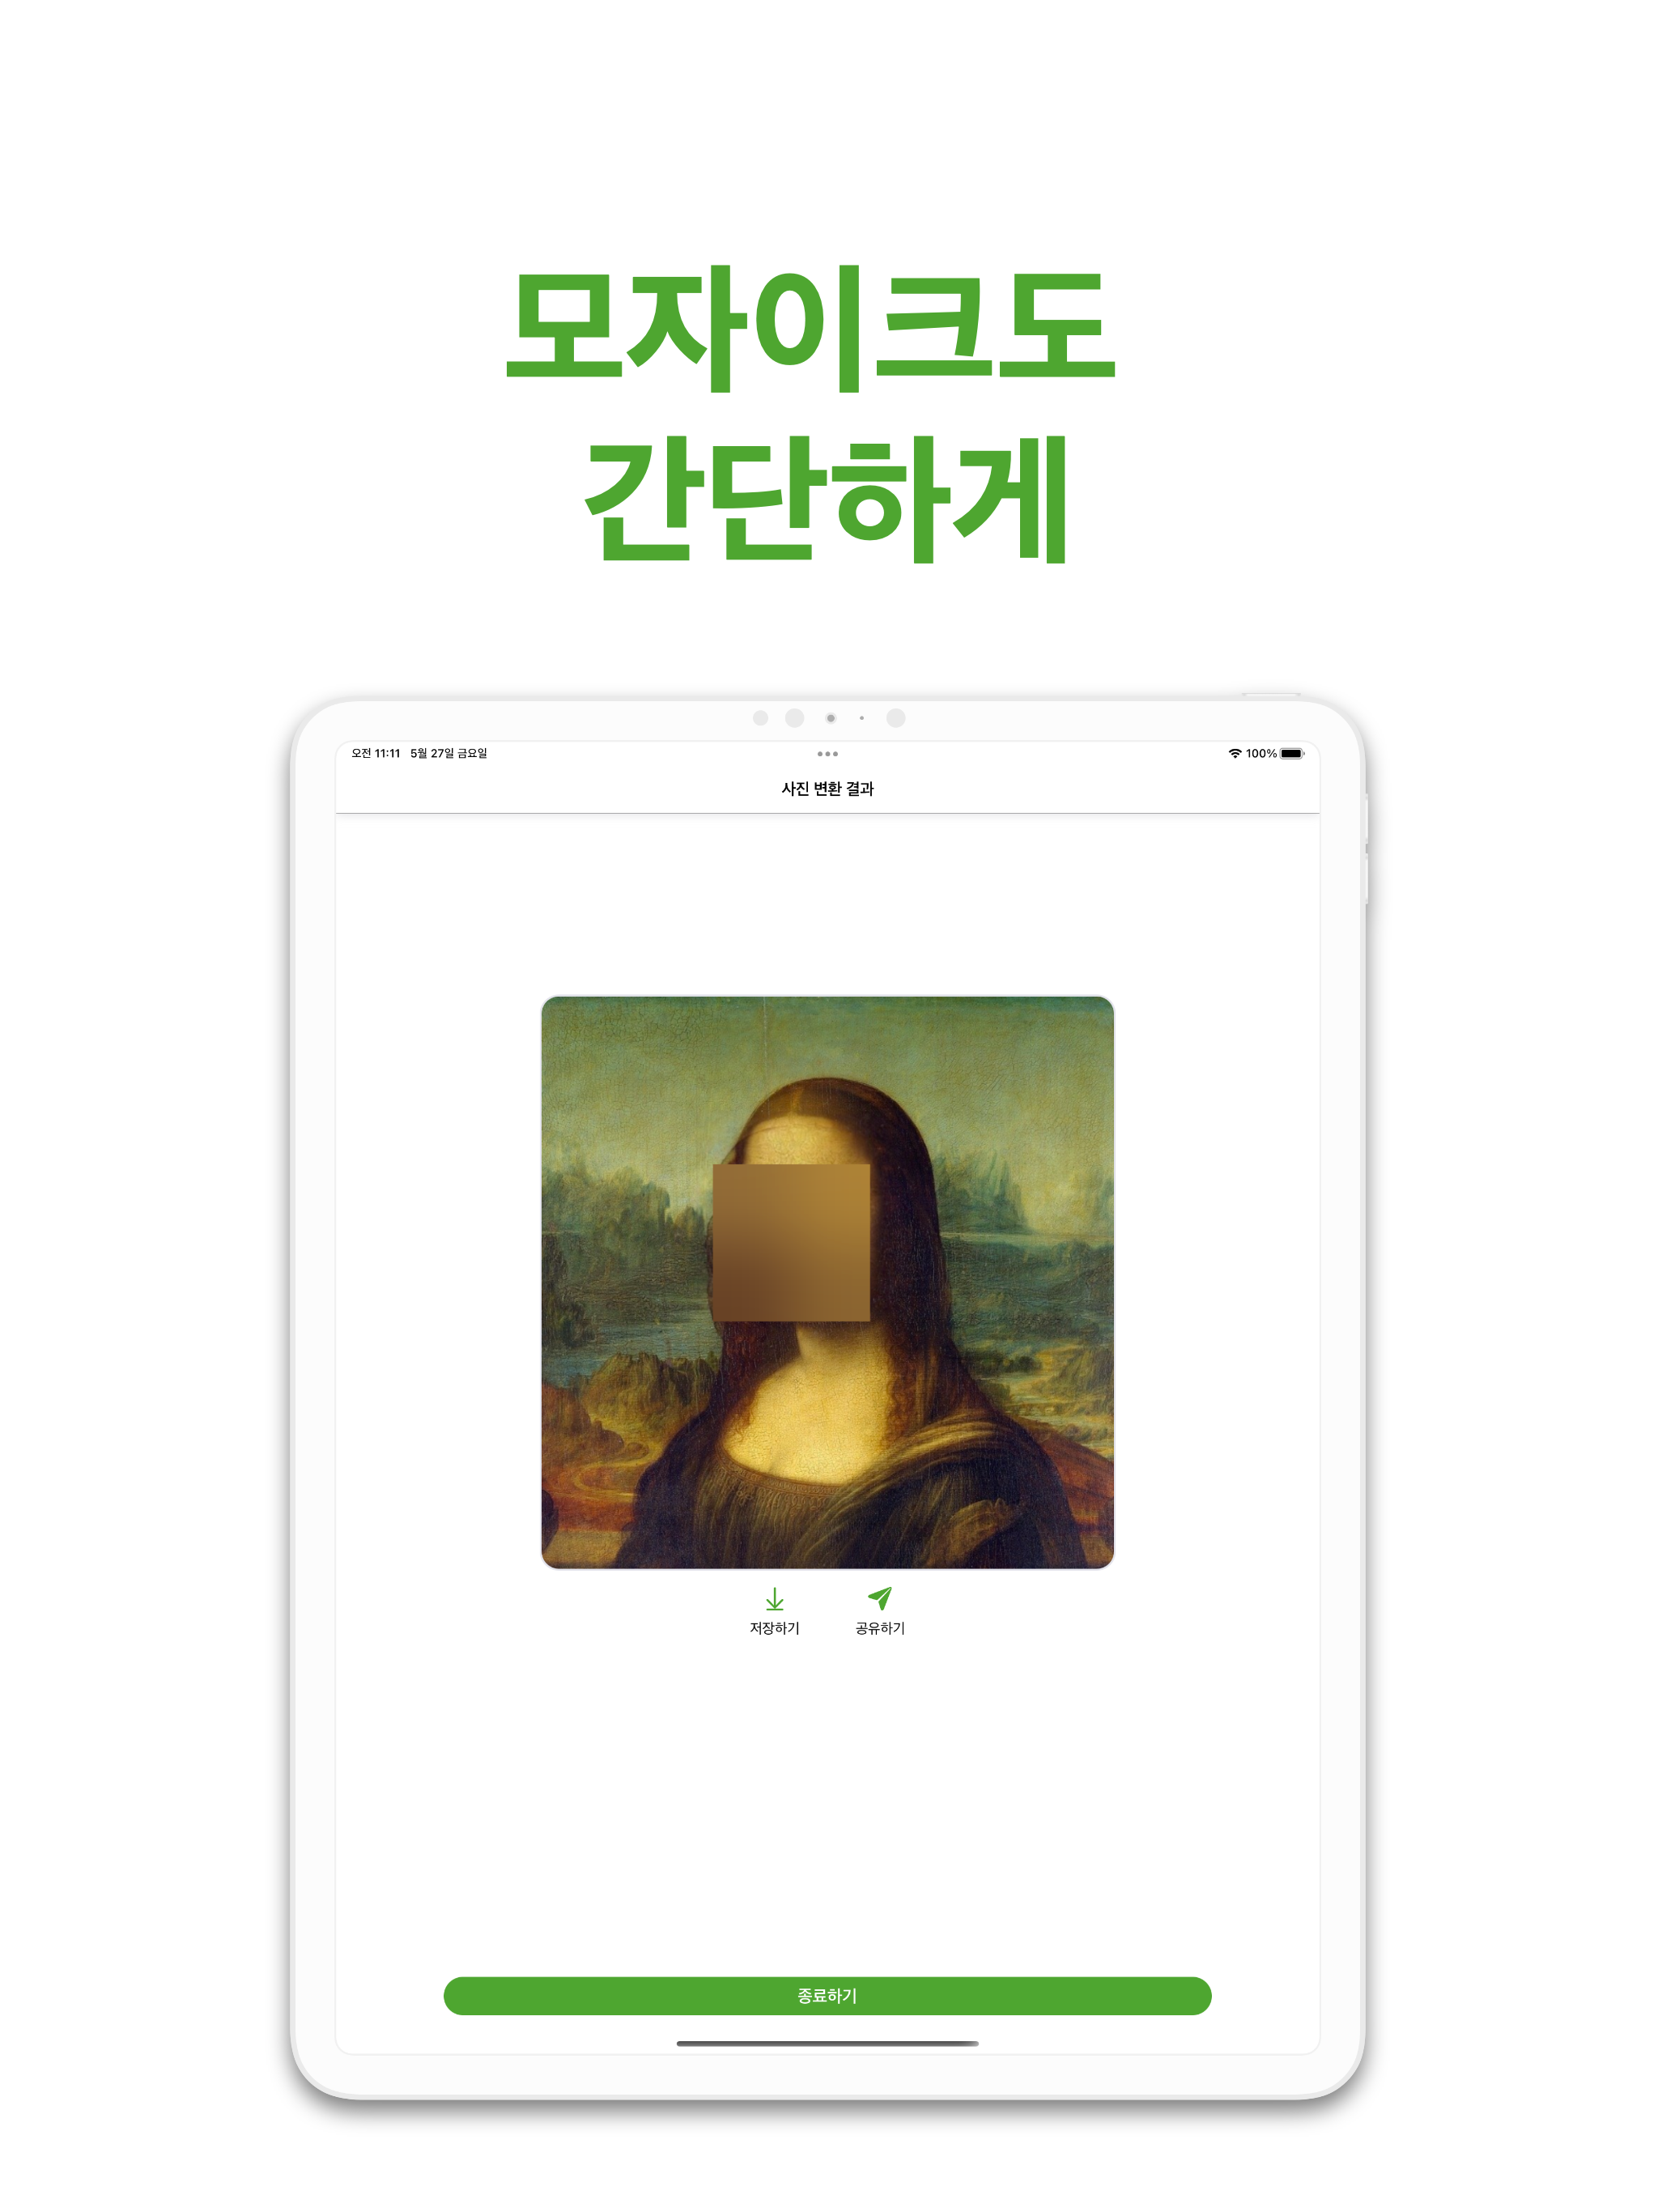 모자이크도
간단하게
오전 11:11 5월 27일 금요일
100%
사진 변환 결과
저장하기 공유하기
종료하기